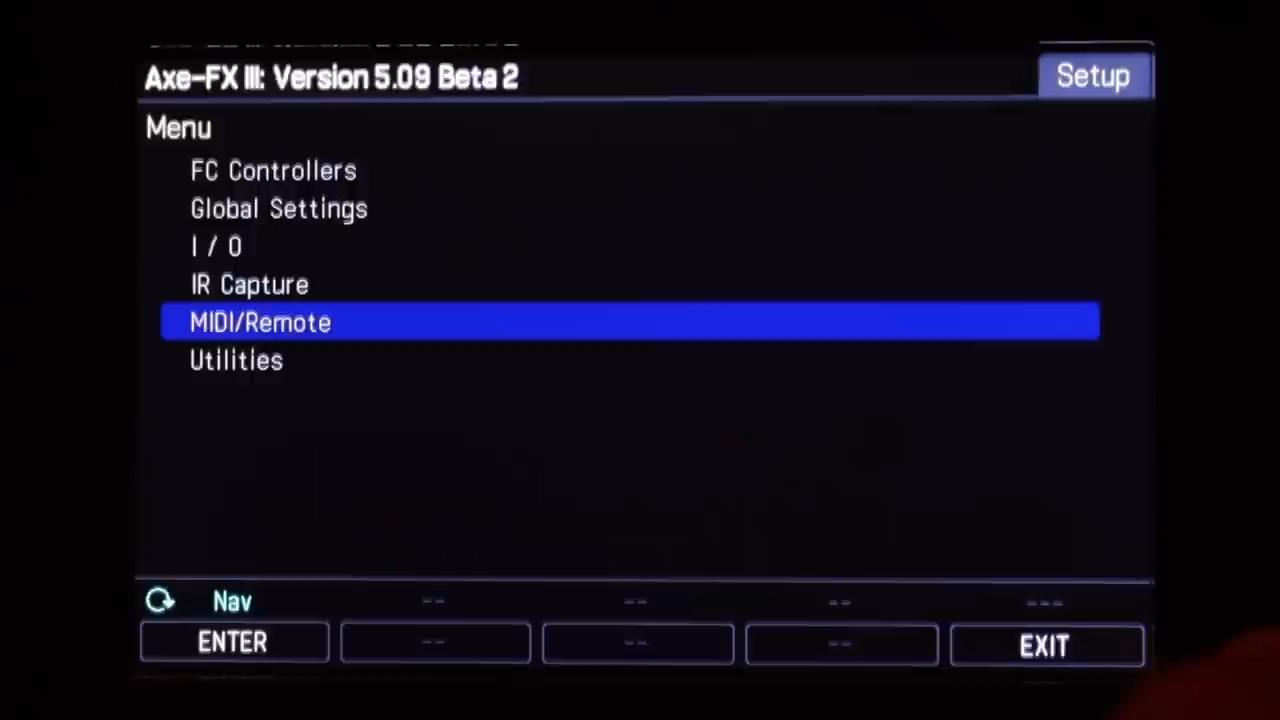 Axe-FX III: Version 5.09 Beta 2
Setup
Menu
FC Controllers
Global Settings
I / O
IR Capture
MIDI/Remote
Utilities
Nav -- -- -- ---
ENTER -- -- -- EXIT